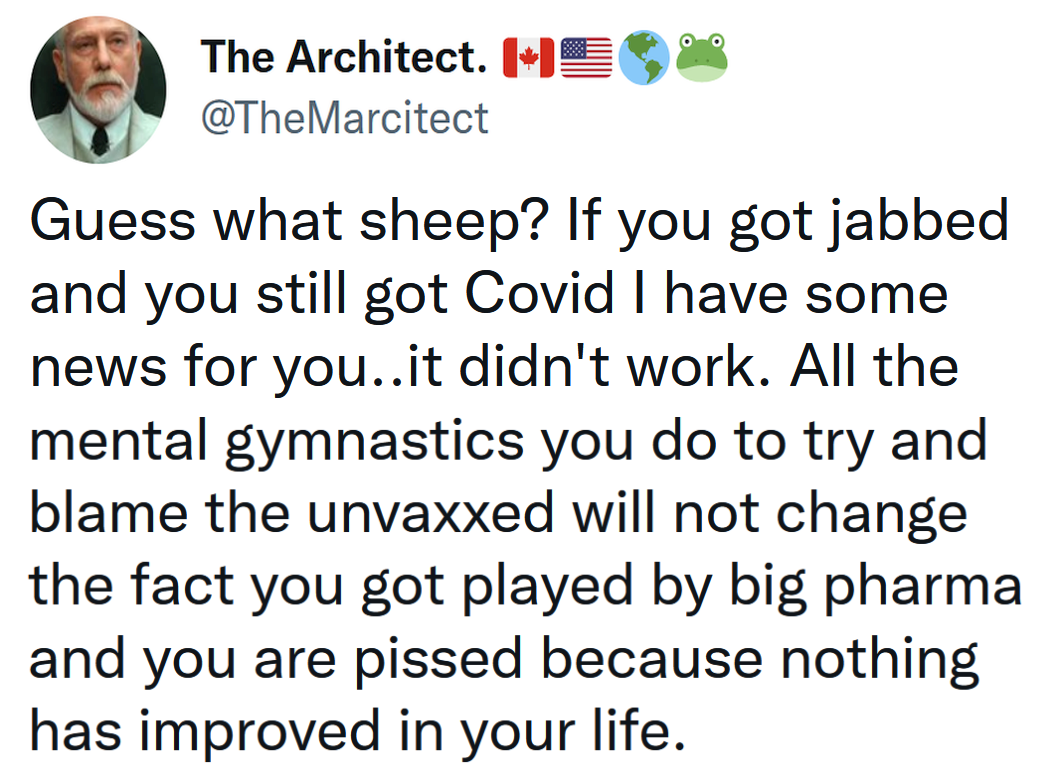 The Architect. 🇨🇦🇺🇸🌎🐸
@TheMarcitect
Guess what sheep? If you got jabbed
and you still got Covid I have some
news for you..it didn't work. All the
mental gymnastics you do to try and
blame the unvaxxed will not change
the fact you got played by big pharma
and you are pissed because nothing
has improved in your life.